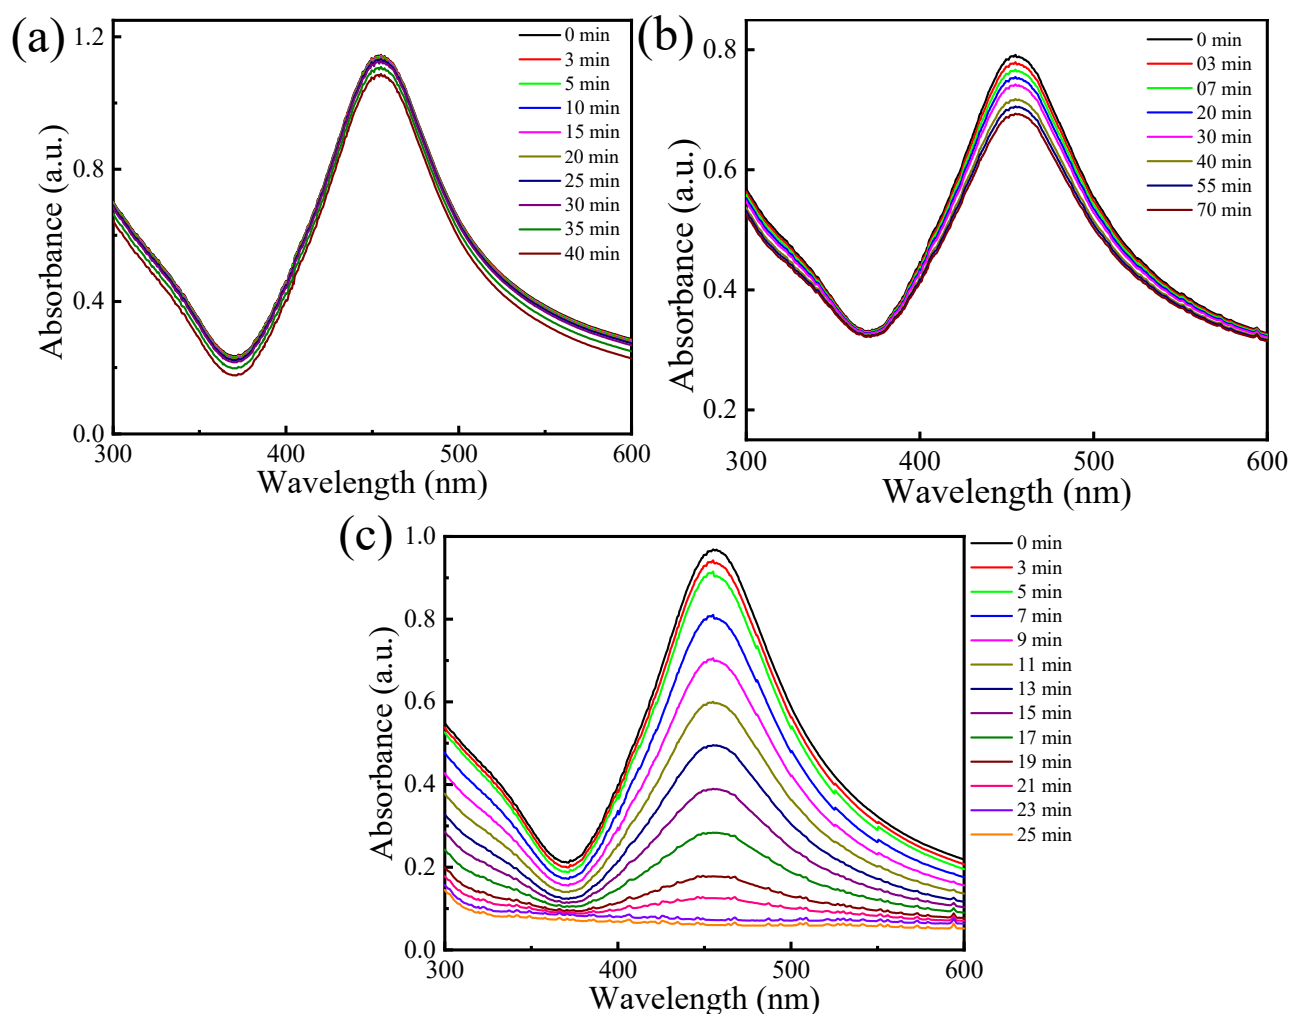 (a)
1.2
0.8
0.4
0.0
Absorbance (a.u.)
300
400
500
600
Wavelength (nm)
0 min
3 min
5 min
10 min
15 min
20 min
25 min
30 min
35 min
40 min
(b)
0.8
0.6
0.4
0.2
Absorbance (a.u.)
300
400
500
600
Wavelength (nm)
0 min
03 min
07 min
20 min
30 min
40 min
55 min
70 min
(c)
1.0
0.8
0.6
0.4
0.2
0.0
Absorbance (a.u.)
300
400
500
600
Wavelength (nm)
0 min
3 min
5 min
7 min
9 min
11 min
13 min
15 min
17 min
19 min
21 min
23 min
25 min